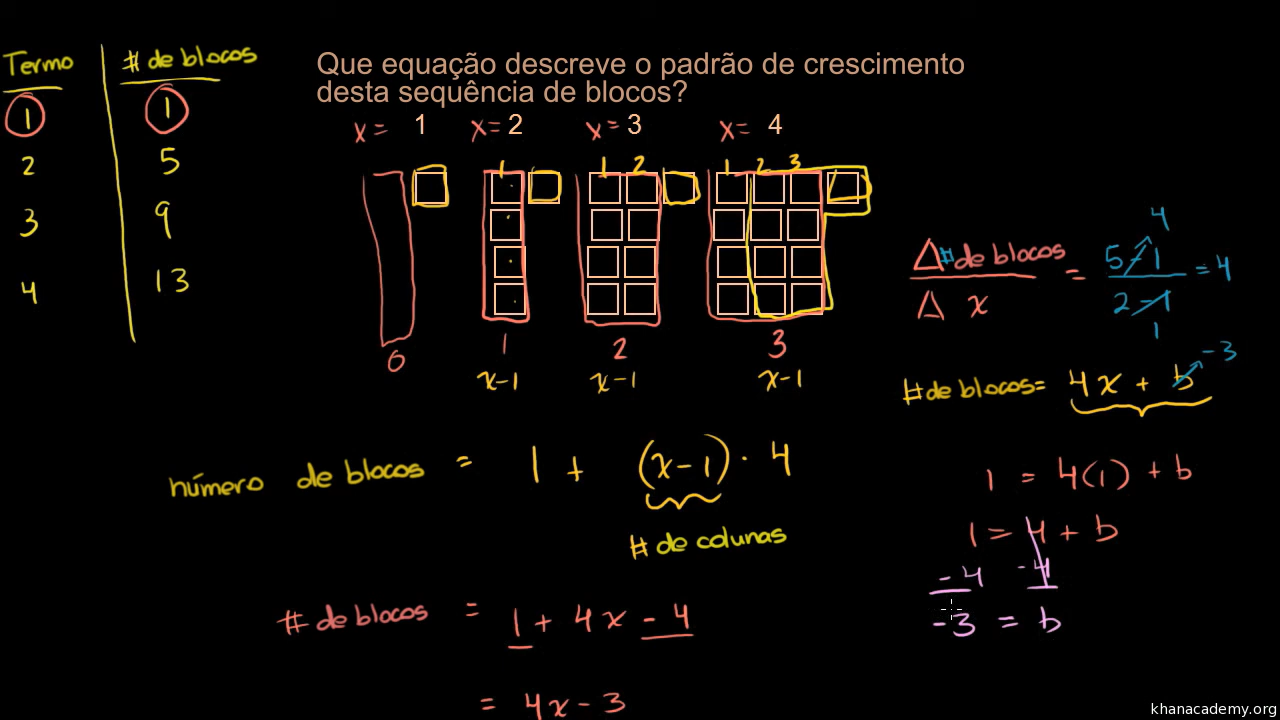 Termo # de blocos
1 1
2 5
3 9
4 13
Que equação descreve o padrão de crescimento
desta sequência de blocos?
x = 1 x = 2 x = 3 x = 4
1 1 2 1 2 3
0 1 2 3
x-1 x-1 x-1
número de blocos = 1 + (x-1) · 4
# de colunas
# de blocos = 1 + 4x - 4
= 4x - 3
4
Δ# de blocos = 5-1 = 4
Δ x 2-1
1
-3
# de blocos = 4x + b
1 = 4(1) + b
1 = 4 + b
-4 -4
-3 = b
khanacademy.org